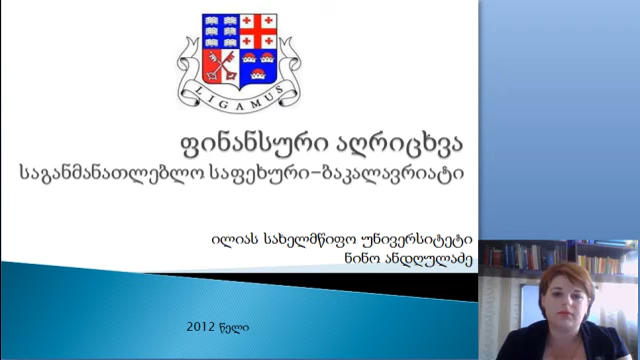 LIGAMUS
ფინანსური აღრიცხვა
საგანმანათლებლო საფეხური-ბაკალავრიატი
ილიას სახელმწიფო უნივერსიტეტი
ნინო ანდღულაძე
2012 წელი